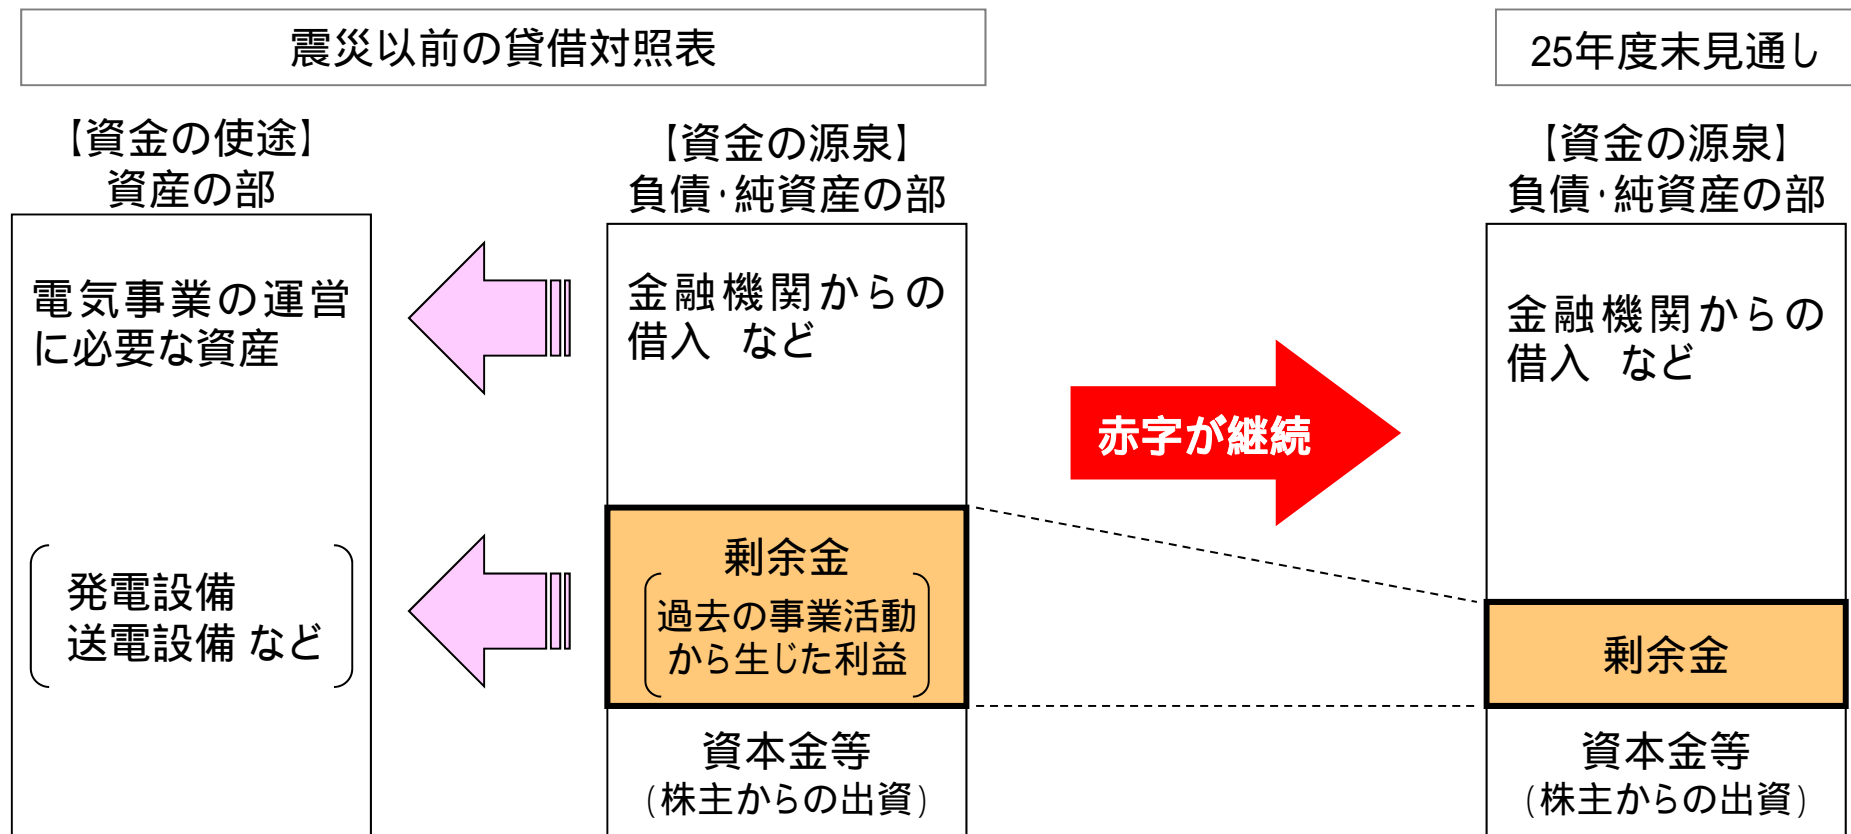 震災以前の貸借対照表
25年度末見通し
【資金の使途】
資産の部
【資金の源泉】
負債・純資産の部
【資金の源泉】
負債・純資産の部
電気事業の運営
に必要な資産
発電設備
送電設備 など
金融機関からの
借入 など
剰余金
過去の事業活動
から生じた利益
資本金等
(株主からの出資)
赤字が継続
金融機関からの
借入 など
剰余金
資本金等
(株主からの出資)